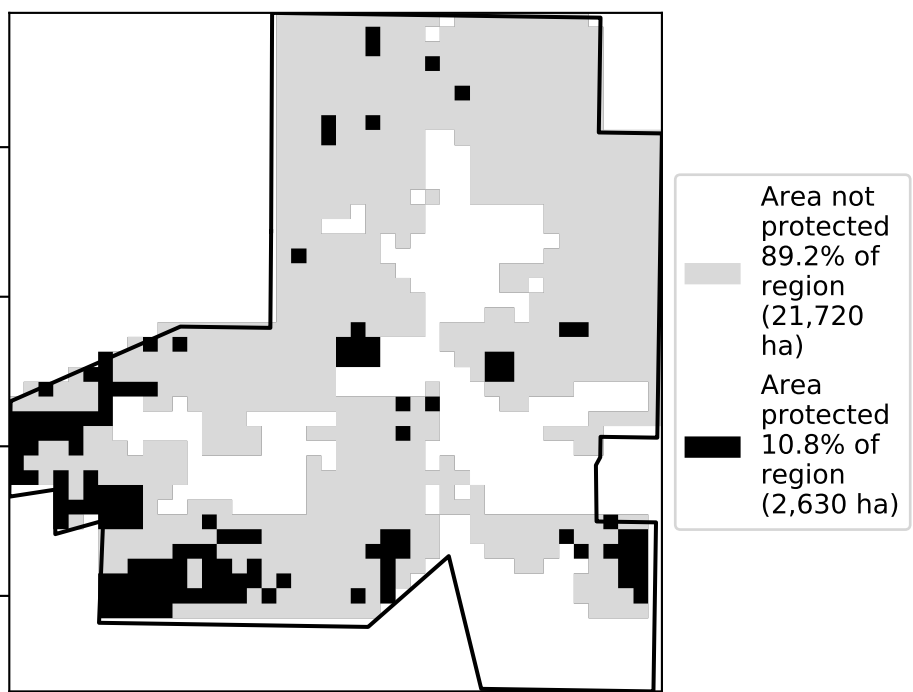 Area not
protected
89.2% of
region
(21,720
ha)
Area
protected
10.8% of
region
(2,630 ha)